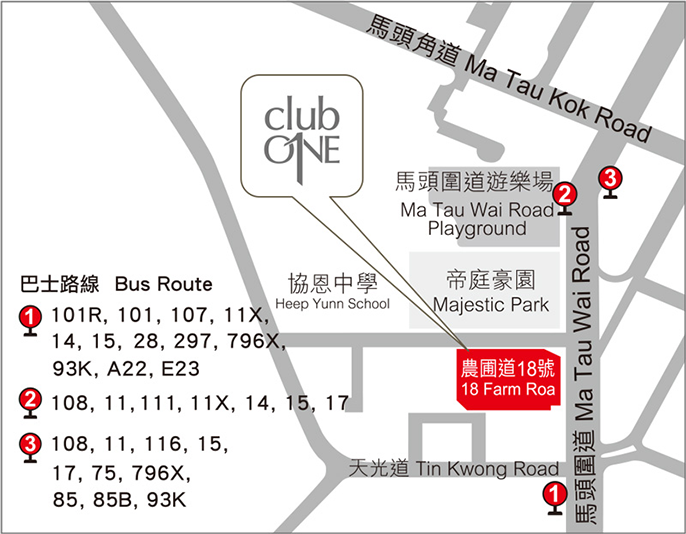 馬頭角道 Ma Tau Kok Road
club
ONE
馬頭圍道遊樂場
Ma Tau Wai Road
Playground
2
3
馬頭圍道 Ma Tau Wai Road
協恩中學
Heep Yunn School
帝庭豪園
Majestic Park
農圃道18號
18 Farm Roa
天光道 Tin Kwong Road
1
巴士路線 Bus Route
1 101R, 101, 107, 11X,
14, 15, 28, 297, 796X,
93K, A22, E23
2 108, 11,111, 11X, 14, 15, 17
3 108, 11, 116, 15,
17, 75, 796X,
85, 85B, 93K